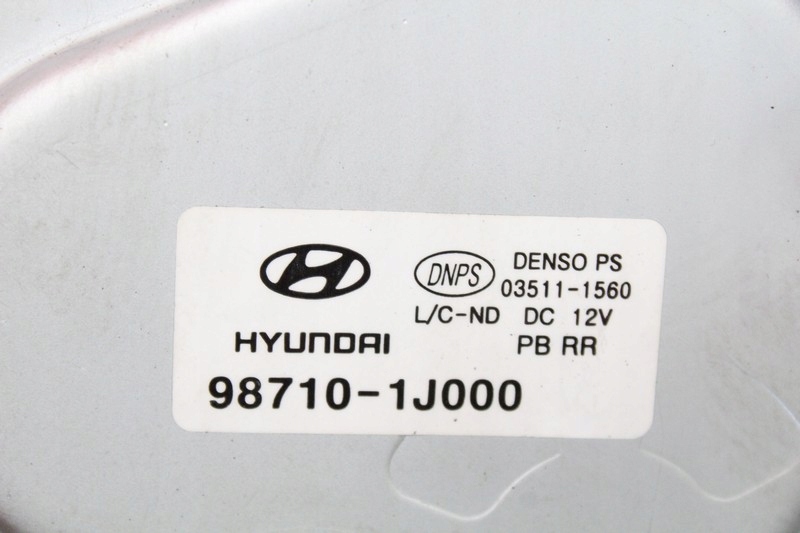 DNPS DENSO PS
03511-1560
L/C-ND DC 12V
HYUNDAI PB RR
98710-1J000